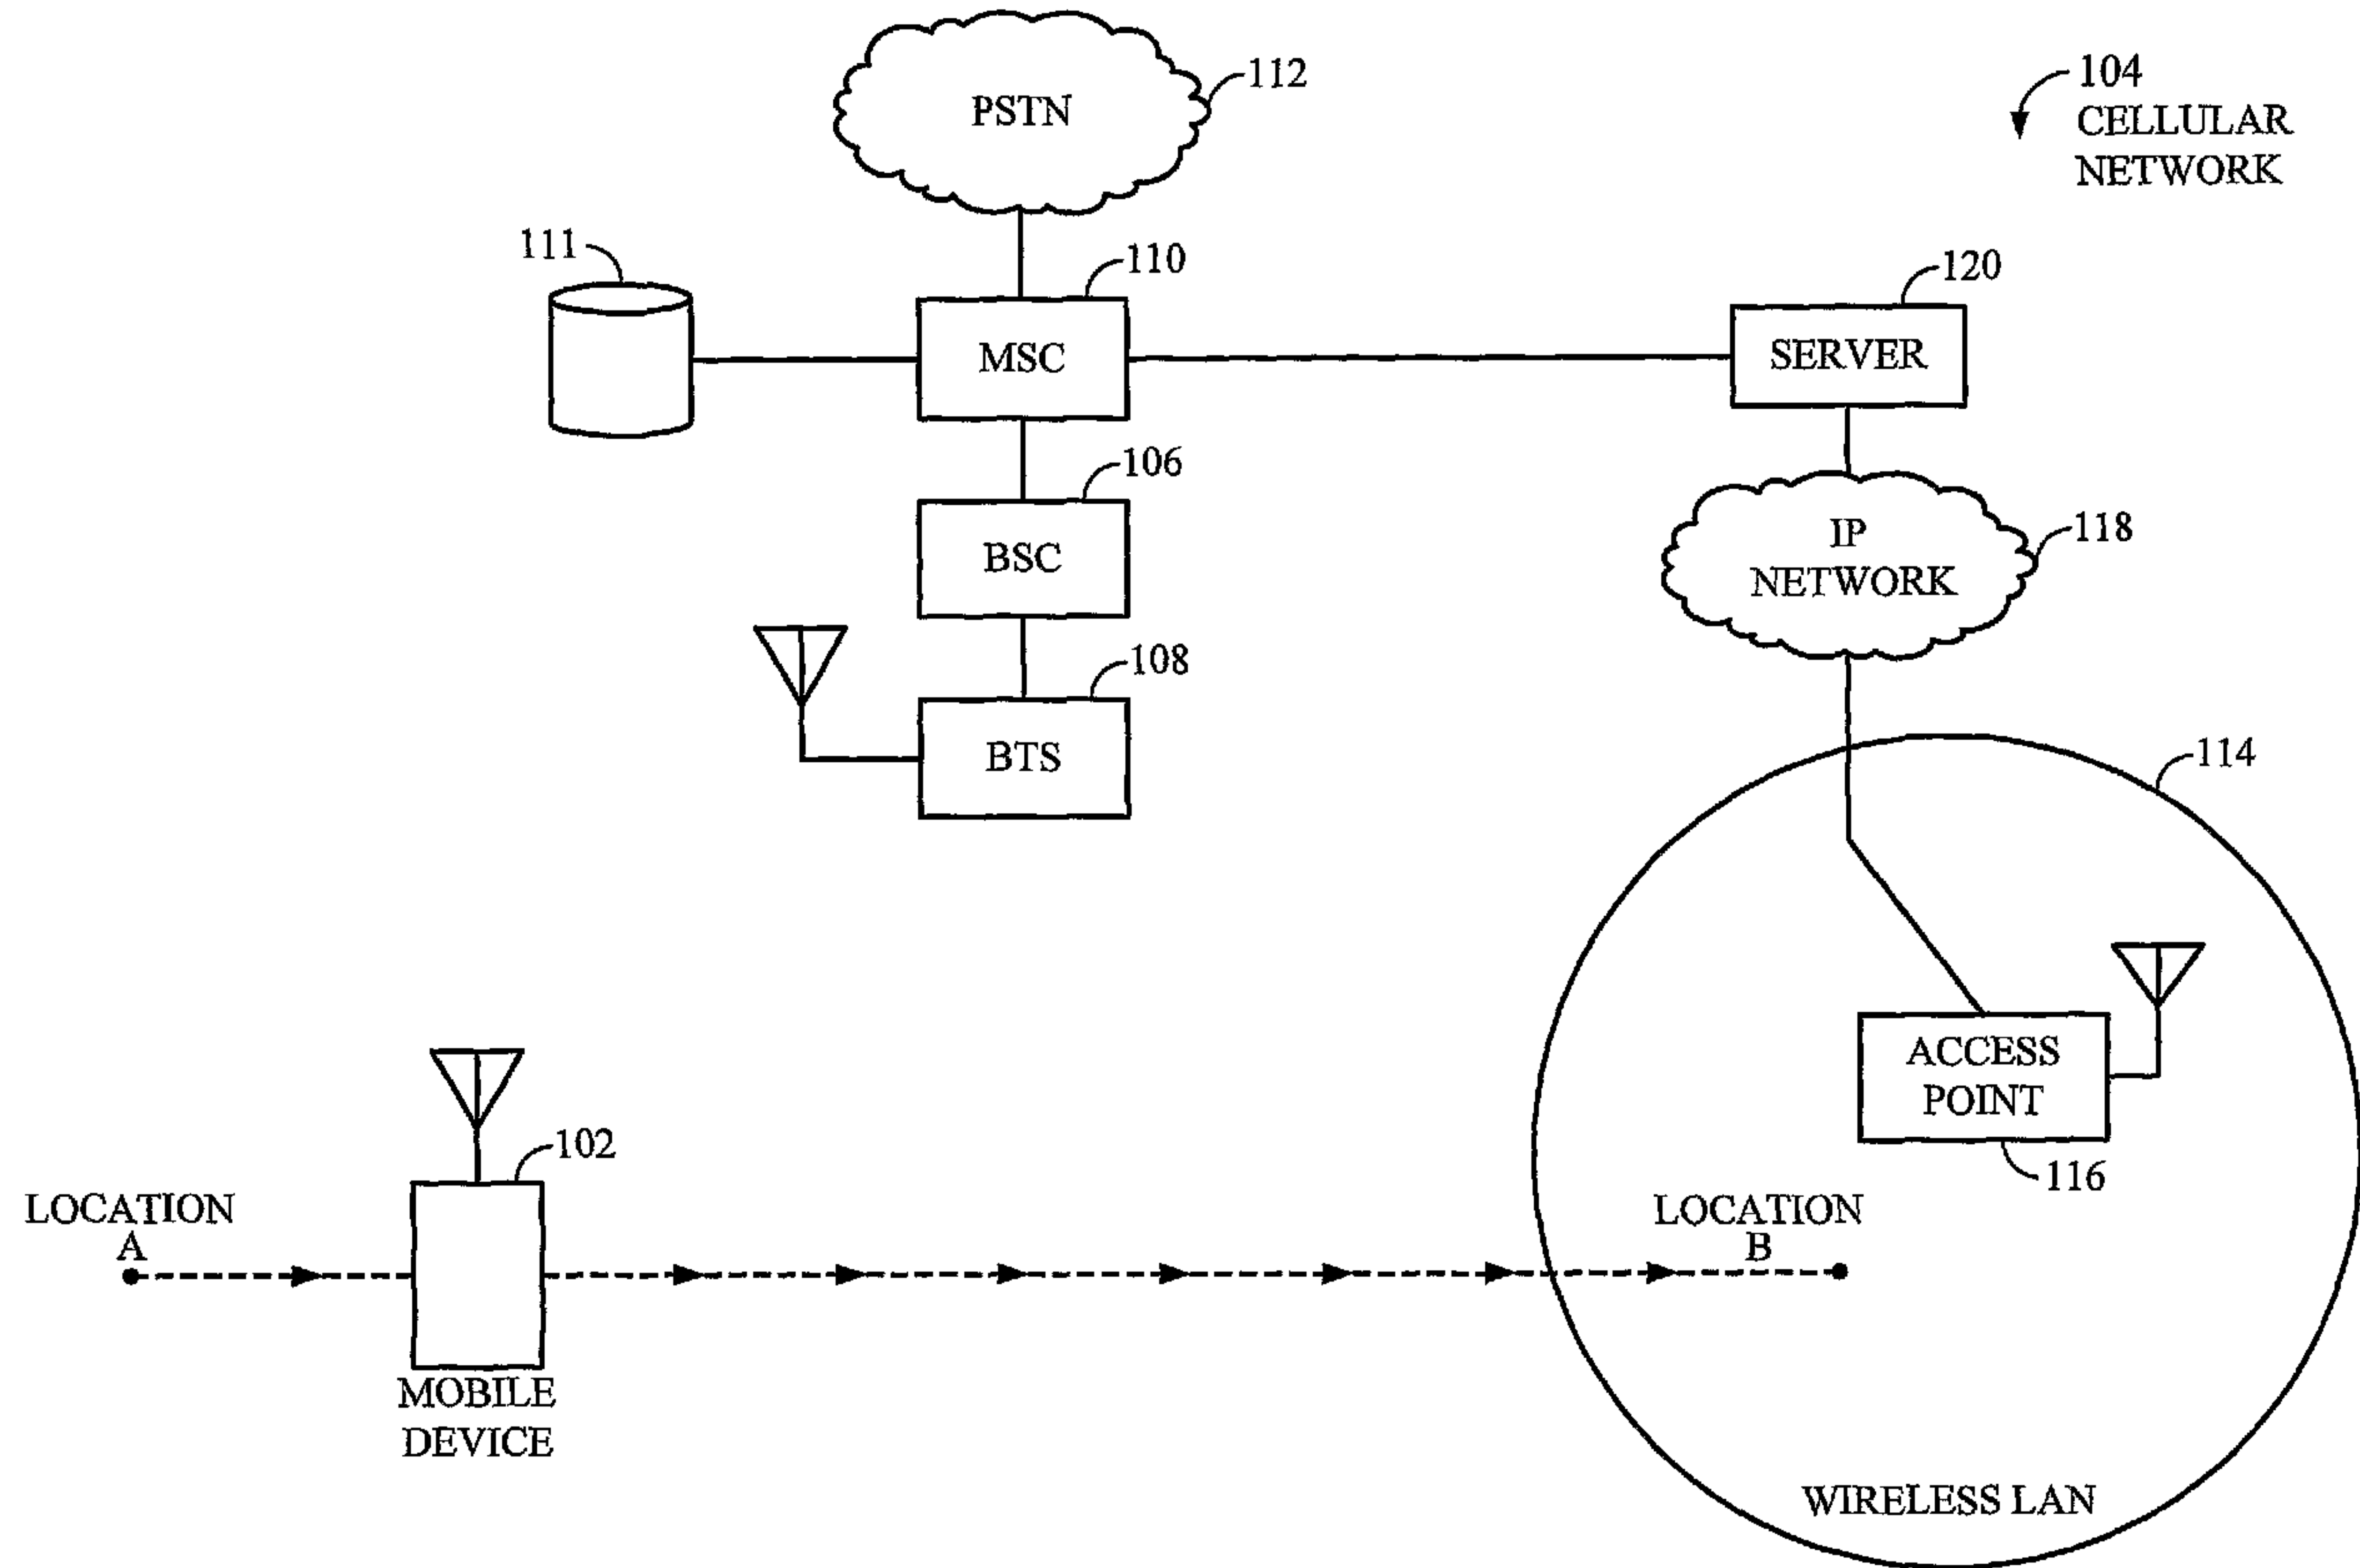 PSTN
112
104
CELLULAR
NETWORK
111
110
120
MSC
SERVER
106
BSC
IP
NETWORK
118
108
BTS
114
ACCESS
POINT
116
102
LOCATION
A
LOCATION
B
MOBILE
DEVICE
WIRELESS LAN